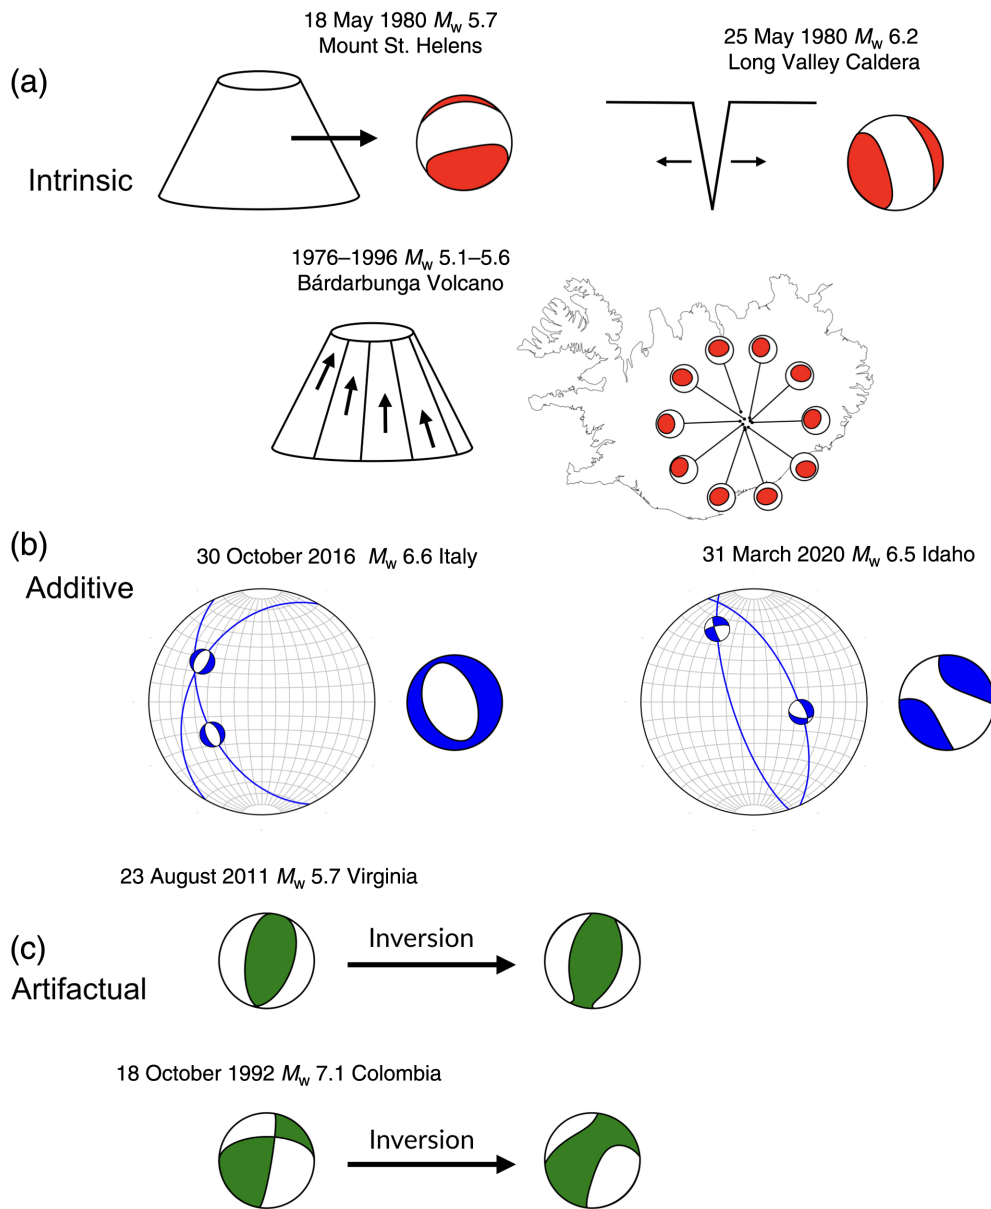 18 May 1980 Mw 5.7
Mount St. Helens
25 May 1980 Mw 6.2
Long Valley Caldera
(a)
Intrinsic
1976–1996 Mw 5.1–5.6
Bárdarbunga Volcano
(b)
Additive
30 October 2016 Mw 6.6 Italy
31 March 2020 Mw 6.5 Idaho
23 August 2011 Mw 5.7 Virginia
(c)
Artifactual
Inversion
18 October 1992 Mw 7.1 Colombia
Inversion